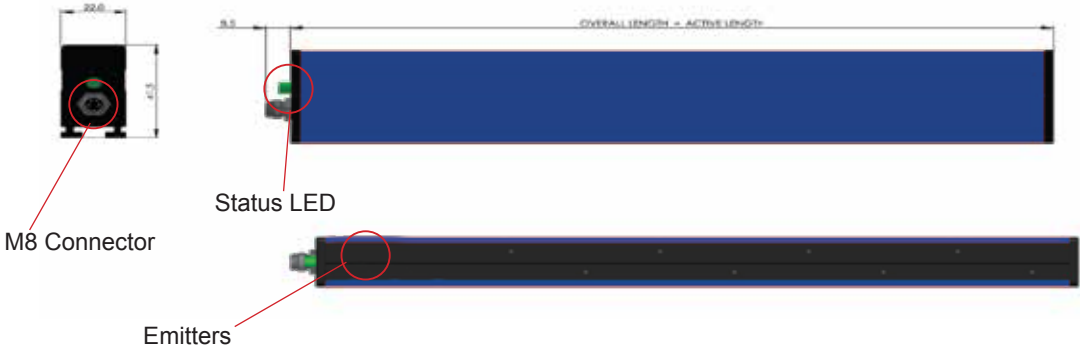 22.0
OVERALL LENGTH = ACTIVE LENGTH
Status LED
M8 Connector
Emitters